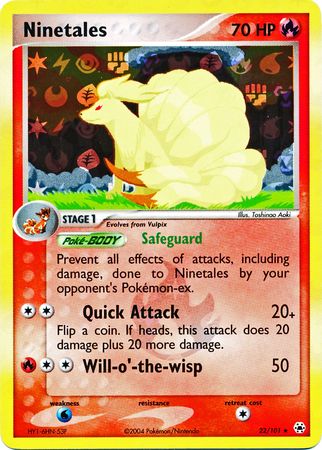 Ninetales 70 HP
Illus. Toshinao Aoki
STAGE 1
Evolves from Vulpix
Poké-BODY Safeguard
Prevent all effects of attacks, including
damage, done to Ninetales by your
opponent's Pokémon-ex.
Quick Attack 20+
Flip a coin. If heads, this attack does 20
damage plus 20 more damage.
Will-o'-the-wisp 50
weakness resistance retreat cost
©2004 Pokémon/Nintendo 22/101 ★